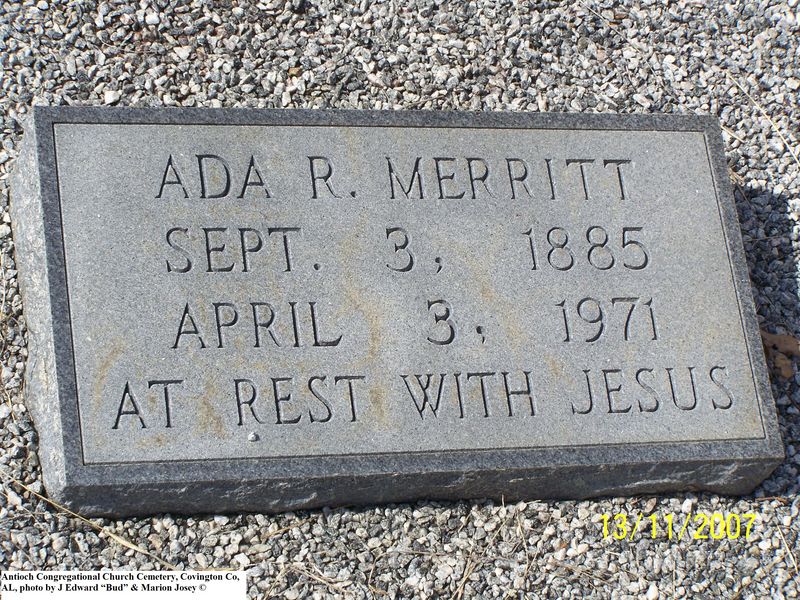 ADA R. MERRITT
SEPT. 3, 1885
APRIL 3, 1971
AT REST WITH JESUS
13/11/2007
Antioch Congregational Church Cemetery, Covington Co,
AL, photo by J Edward “Bud” & Marion Josey ©